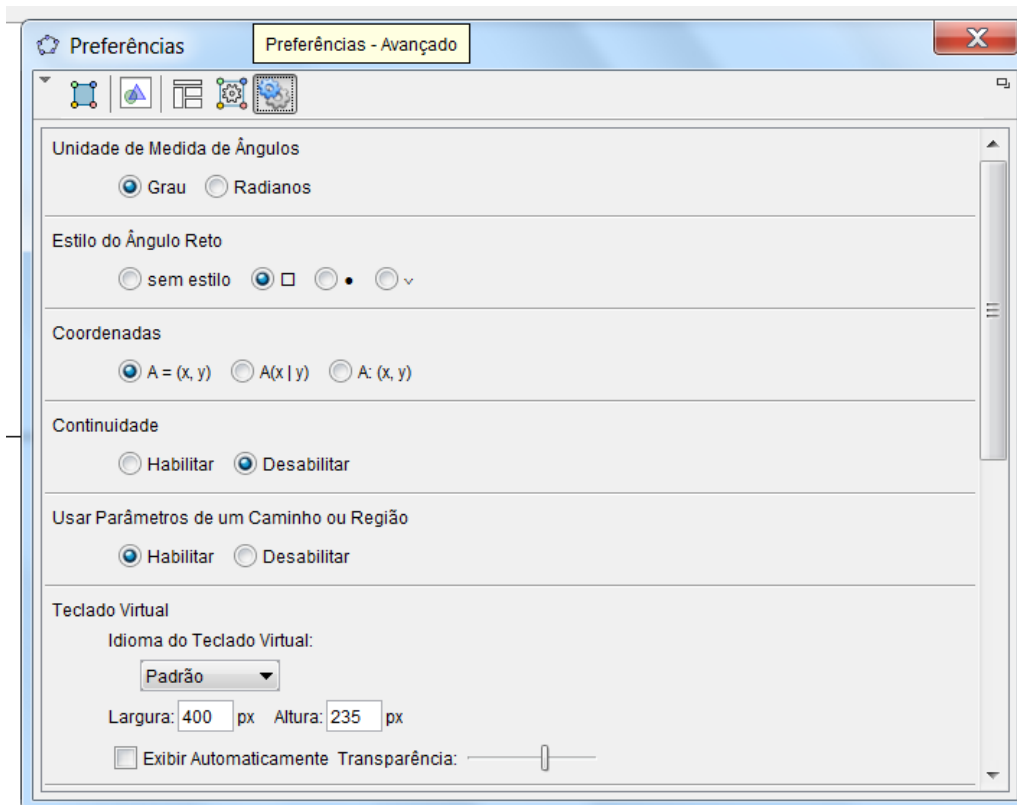 Preferências
Preferências - Avançado
Unidade de Medida de Ângulos
Grau Radianos
Estilo do Ângulo Reto
sem estilo
Coordenadas
A = (x, y) A(x | y) A: (x, y)
Continuidade
Habilitar Desabilitar
Usar Parâmetros de um Caminho ou Região
Habilitar Desabilitar
Teclado Virtual
Idioma do Teclado Virtual:
Padrão
Largura: 400 px Altura: 235 px
Exibir Automaticamente Transparência: